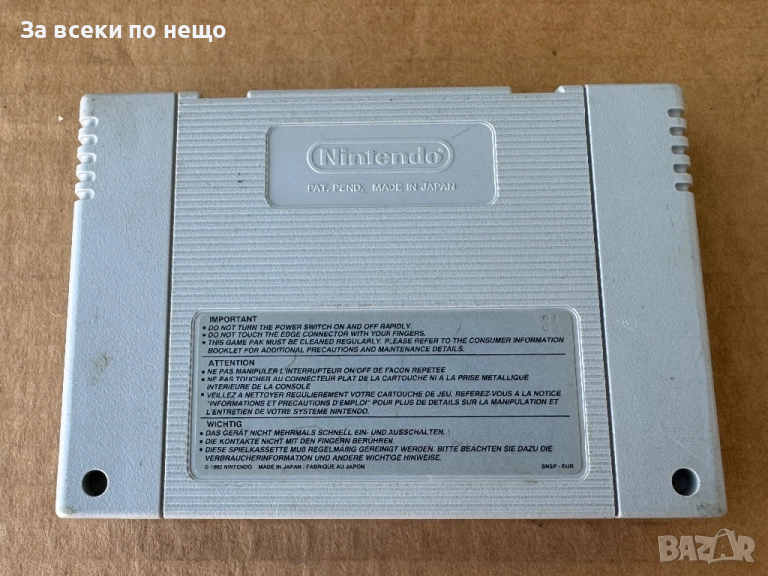 За всеки по нещо
Nintendo
PAT. PEND. MADE IN JAPAN
IMPORTANT
• DO NOT TURN THE POWER SWITCH ON AND OFF RAPIDLY.
• DO NOT TOUCH THE EDGE CONNECTOR WITH YOUR FINGERS.
• THIS GAME PAK MUST BE CLEANED REGULARLY. PLEASE REFER TO THE CONSUMER INFORMATION
BOOKLET FOR ADDITIONAL PRECAUTIONS AND MAINTENANCE DETAILS.
ATTENTION
• NE PAS MANIPULER L'INTERRUPTEUR ON/OFF DE FACON REPETEE
• NE PAS TOUCHER AU CONNECTEUR PLAT DE LA CARTOUCHE NI A LA PRISE METALLIQUE
INTERIEURE DE LA CONSOLE
• VEILLEZ A NETTOYER REGULIEREMENT VOTRE CARTOUCHE DE JEU. REFEREZ-VOUS A LA NOTICE
"INFORMATIONS ET PRECAUTIONS D'EMPLOI" POUR PLUS DE DETAILS SUR LA MANIPULATION ET
L'ENTRETIEN DE VOTRE SYSTEME NINTENDO.
WICHTIG
• DAS GERÄT NICHT MEHRMALS SCHNELL EIN- UND AUSSCHALTEN.
• DIE KONTAKTE NICHT MIT DEN FINGERN BERÜHREN.
• DIESE SPIELKASSETTE MUß REGELMÄßIG GEREINIGT WERDEN. BITTE BEACHTEN SIE DAZU DIE
VERBRAUCHERINFORMATION UND ANDERE WICHTGE HINWEISE.
© 1992 NINTENDO MADE IN JAPAN / FABRIQUE AU JAPON SNSP-EUR
BAZAR